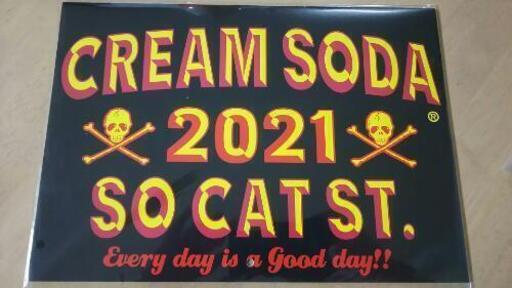 CREAM SODA®
2021
SO CAT ST.
Every day is a Good day!!